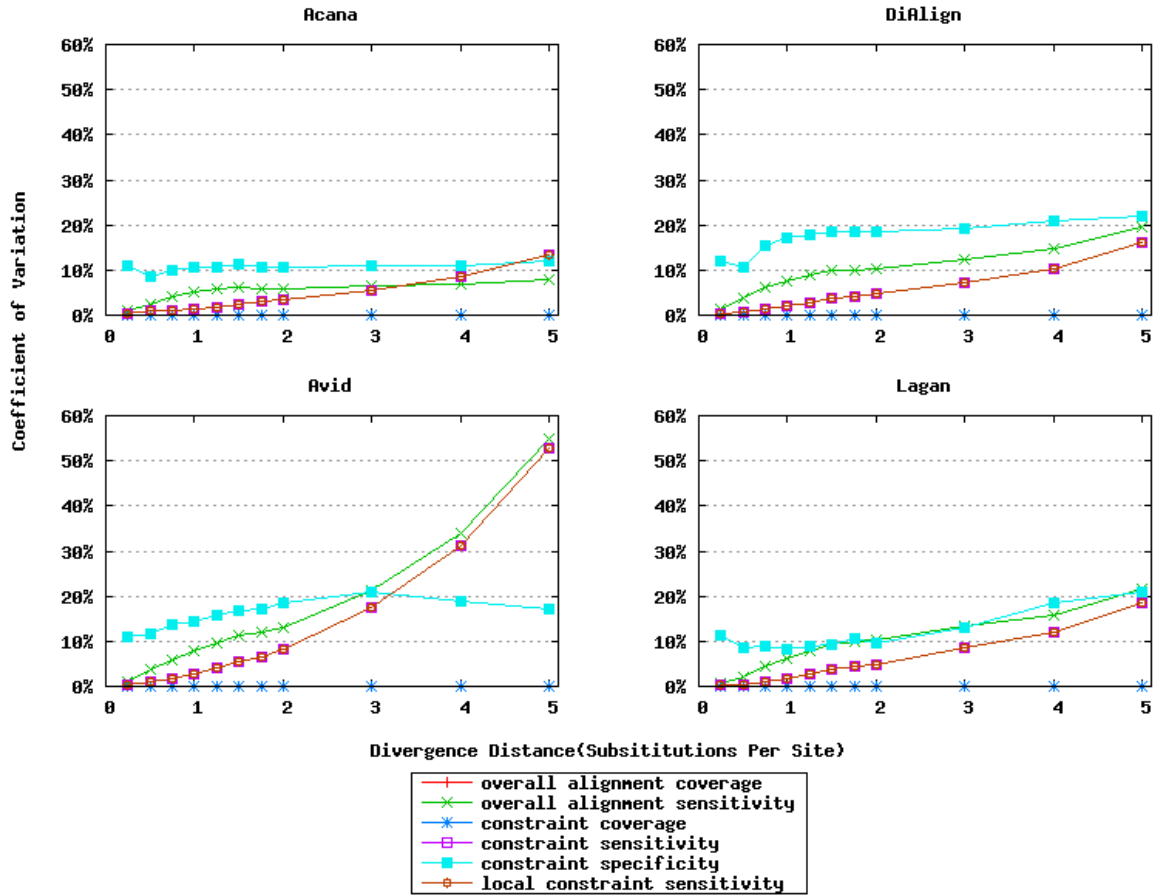 Acana
DiAlign
60%
50%
40%
30%
20%
10%
0%
0 1 2 3 4 5
60%
50%
40%
30%
20%
10%
0%
0 1 2 3 4 5
Coefficient of Variation
Avid
Lagan
60%
50%
40%
30%
20%
10%
0%
0 1 2 3 4 5
60%
50%
40%
30%
20%
10%
0%
0 1 2 3 4 5
Divergence Distance(Subsititutions Per Site)
overall alignment coverage
overall alignment sensitivity
constraint coverage
constraint sensitivity
constraint specificity
local constraint sensitivity